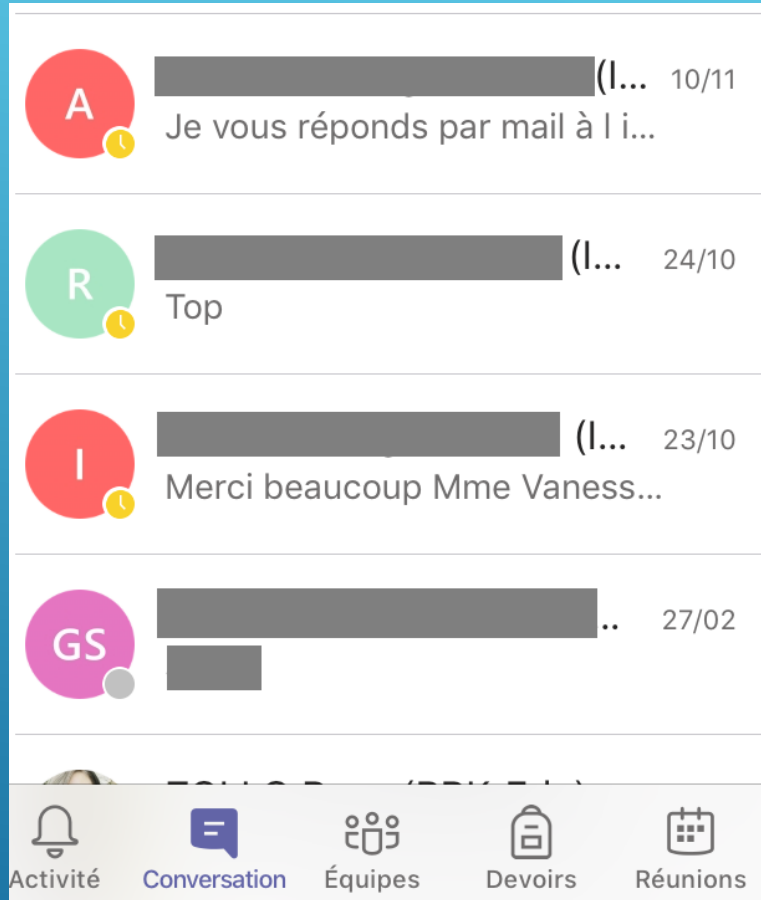 A
(I... 10/11
Je vous réponds par mail à l i...
R
(I... 24/10
Top
I
(I... 23/10
Merci beaucoup Mme Vaness...
GS
.. 27/02
Activité Conversation Équipes Devoirs Réunions